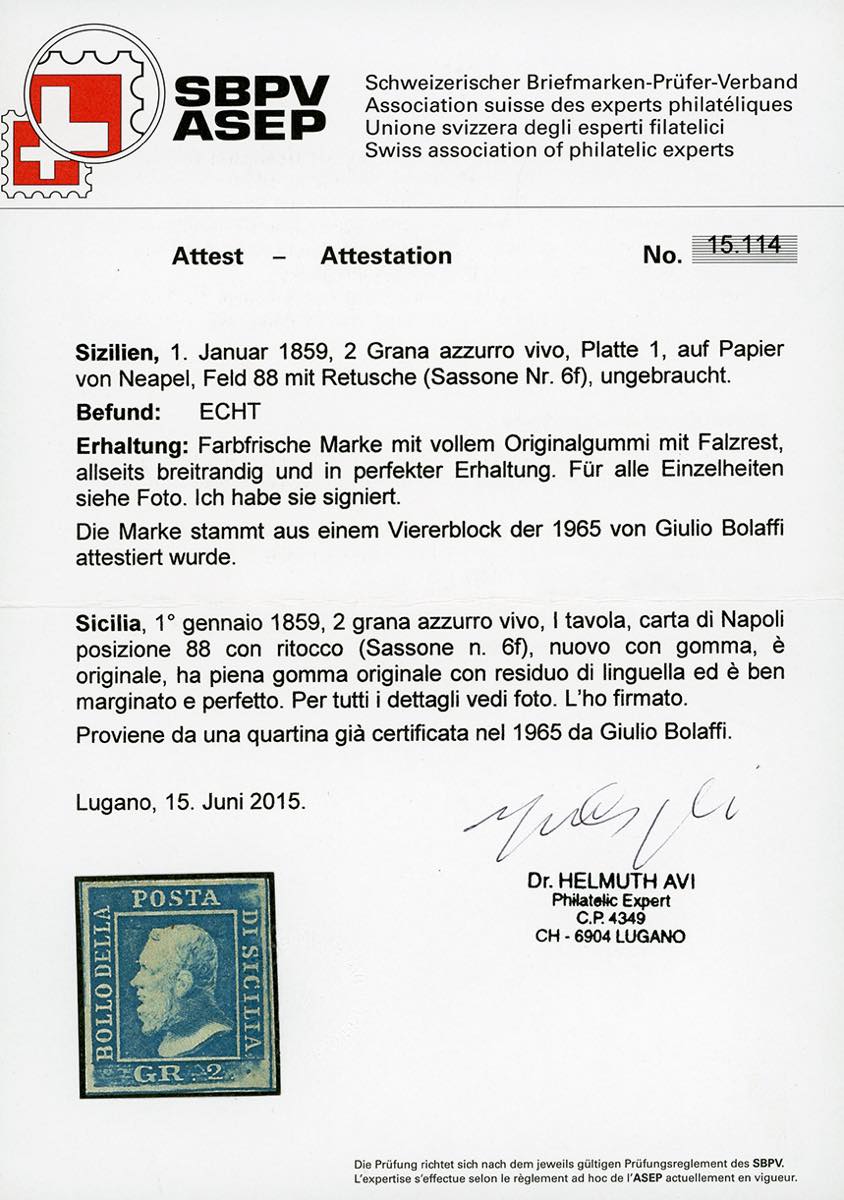 SBPV
ASEP
Schweizerischer Briefmarken-Prüfer-Verband
Association suisse des experts philatéliques
Unione svizzera degli esperti filatelici
Swiss association of philatelic experts
Attest – Attestation No. 15.114
Sizilien, 1. Januar 1859, 2 Grana azzurro vivo, Platte 1, auf Papier
von Neapel, Feld 88 mit Retusche (Sassone Nr. 6f), ungebraucht.
Befund: ECHT
Erhaltung: Farbfrische Marke mit vollem Originalgummi mit Falzrest,
allseits breitrandig und in perfekter Erhaltung. Für alle Einzelheiten
siehe Foto. Ich habe sie signiert.
Die Marke stammt aus einem Viererblock der 1965 von Giulio Bolaffi
attestiert wurde.
Sicilia, 1° gennaio 1859, 2 grana azzurro vivo, I tavola, carta di Napoli
posizione 88 con ritocco (Sassone n. 6f), nuovo con gomma, è
originale, ha piena gomma originale con residuo di linguella ed è ben
marginato e perfetto. Per tutti i dettagli vedi foto. L'ho firmato.
Proviene da una quartina già certificata nel 1965 da Giulio Bolaffi.
Lugano, 15. Juni 2015.
Dr. HELMUTH AVI
Philatelic Expert
C.P. 4349
CH - 6904 LUGANO
POSTA
BOLLO DELLA
DI SICILIA
GR. 2.
Die Prüfung richtet sich nach dem jeweils gültigen Prüfungsreglement des SBPV.
L'expertise s'effectue selon le règlement ad hoc de l'ASEP actuellement en vigueur.